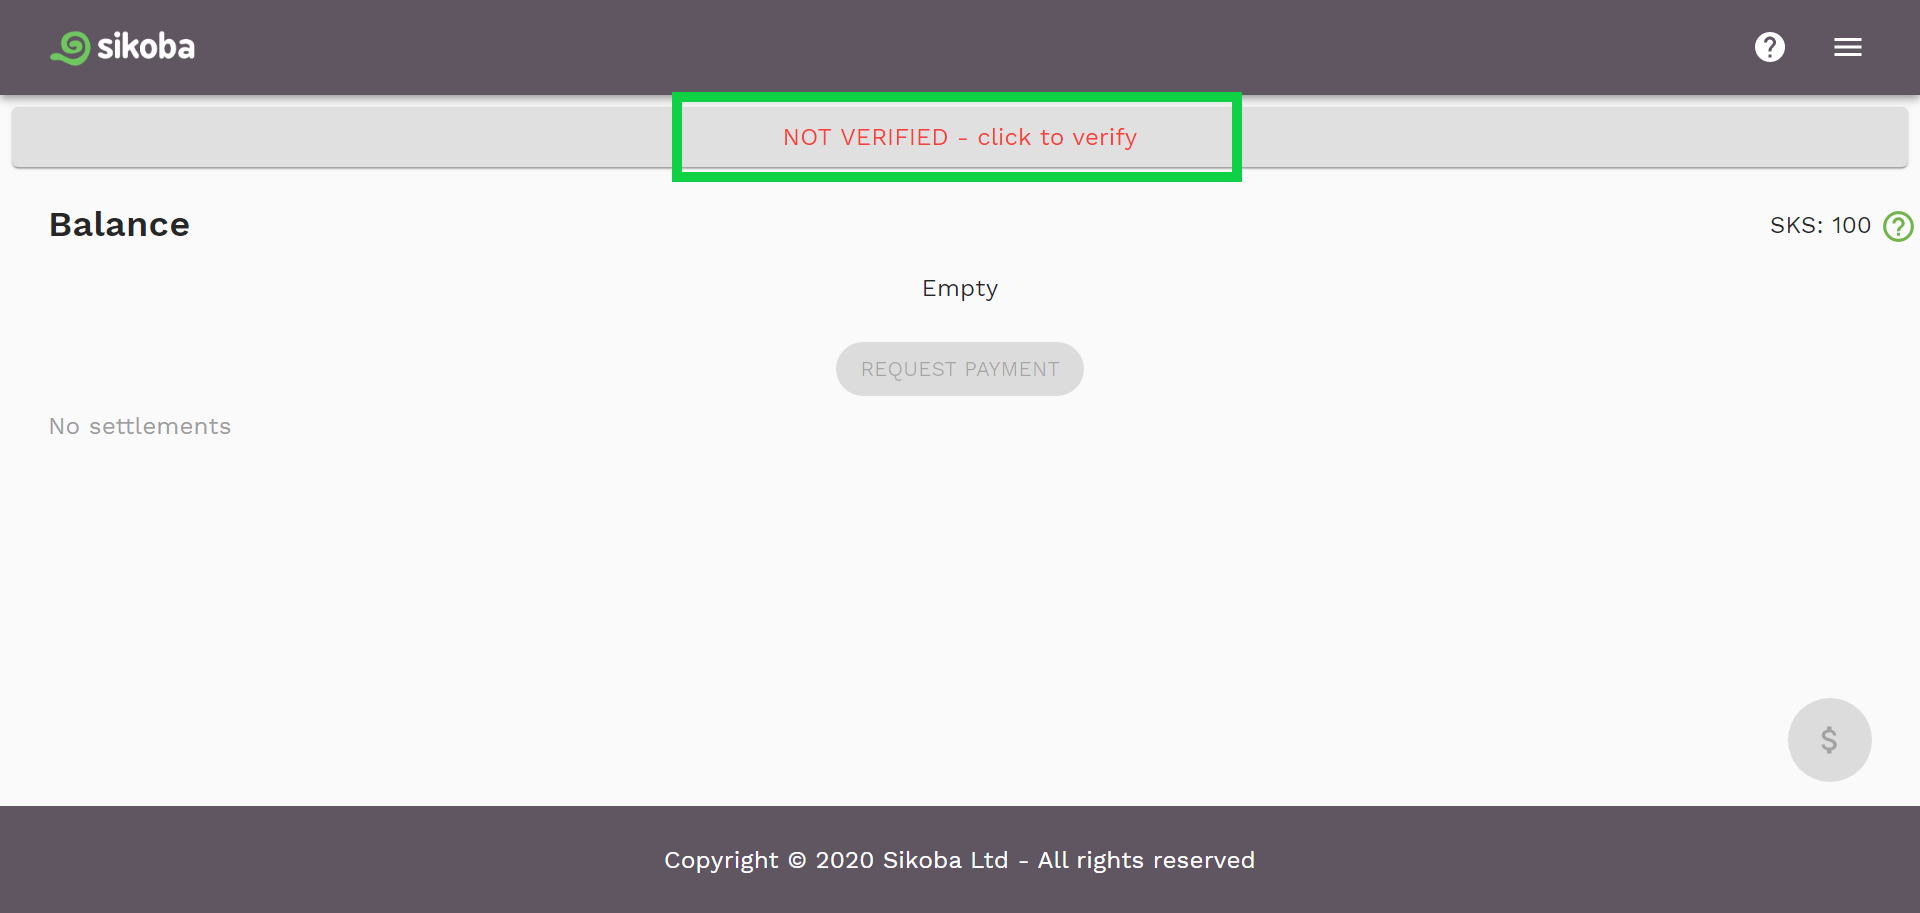 sikoba
NOT VERIFIED - click to verify
Balance
SKS: 100
Empty
REQUEST PAYMENT
No settlements
$
Copyright © 2020 Sikoba Ltd - All rights reserved